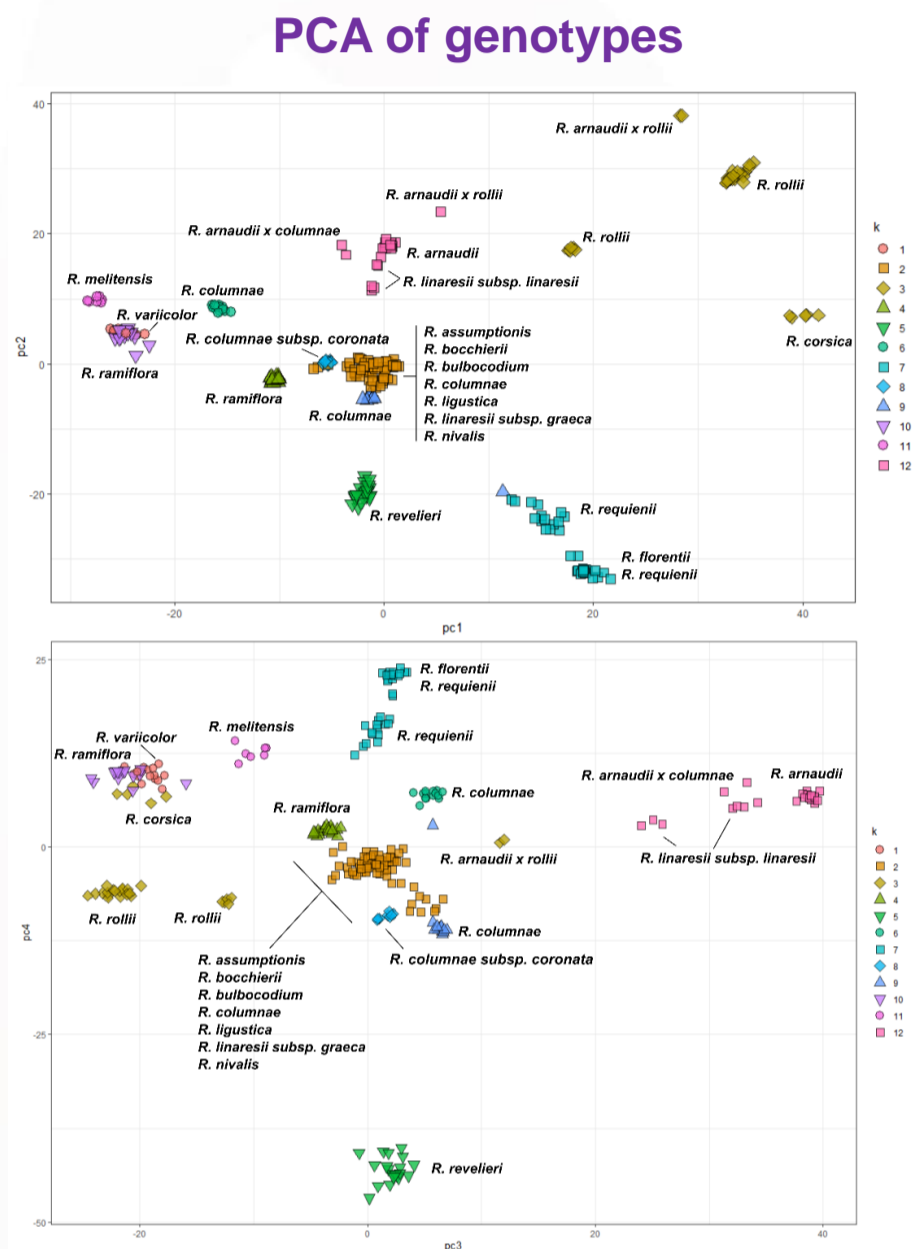 PCA of genotypes
40
R. arnaudii x rollii
R. rollii
R. arnaudii x rollii
20
R. arnaudii x columnae
R. rollii
R. arnaudii
R. linaresii subsp. linaresii
R. melitensis
R. columnae
R. variicolor
R. corsica
R. columnae subsp. coronata
R. assumptionis
R. bocchierii
R. bulbocodium
R. columnae
R. ligustica
R. linaresii subsp. graeca
R. nivalis
0
R. ramiflora
R. ramiflora
R. columnae
pc2
-20
R. revelieri
R. requienii
R. florentii
R. requienii
-20
0
20
40
pc1
k
1
2
3
4
5
6
7
8
9
10
11
12
25
R. florentii
R. requienii
R. requienii
R. melitensis
R. variicolor
R. ramiflora
R. corsica
R. columnae
R. arnaudii x columnae
R. arnaudii
R. ramiflora
0
R. arnaudii x rollii
R. linaresii subsp. linaresii
R. rollii
R. rollii
R. columnae
R. columnae subsp. coronata
R. assumptionis
R. bocchierii
R. bulbocodium
R. columnae
R. ligustica
R. linaresii subsp. graeca
R. nivalis
pc4
-25
R. revelieri
-50
-20
0
20
40
pc3
k
1
2
3
4
5
6
7
8
9
10
11
12